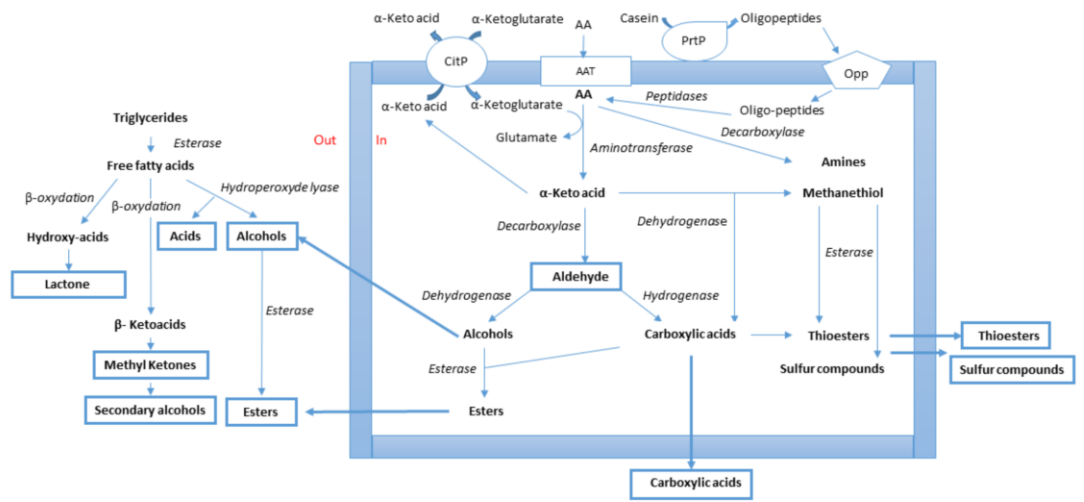 α-Keto acid
α-Ketoglutarate
AA
Casein
Oligopeptides
PrtP
CitP
AAT
Opp
α-Keto acid
α-Ketoglutarate
AA
Peptidases
Oligo-peptides
Triglycerides
Out
In
Glutamate
Decarboxylase
Esterase
Aminotransferase
Free fatty acids
Amines
Hydroperoxyde lyase
β-oxydation
β-oxydation
α-Keto acid
Methanethiol
Hydroxy-acids
Acids
Alcohols
Decarboxylase
Dehydrogenase
Esterase
Lactone
Aldehyde
Dehydrogenase
Hydrogenase
Esterase
β- Ketoacids
Alcohols
Carboxylic acids
Thioesters
Thioesters
Methyl Ketones
Esterase
Sulfur compounds
Sulfur compounds
Secondary alcohols
Esters
Esters
Carboxylic acids